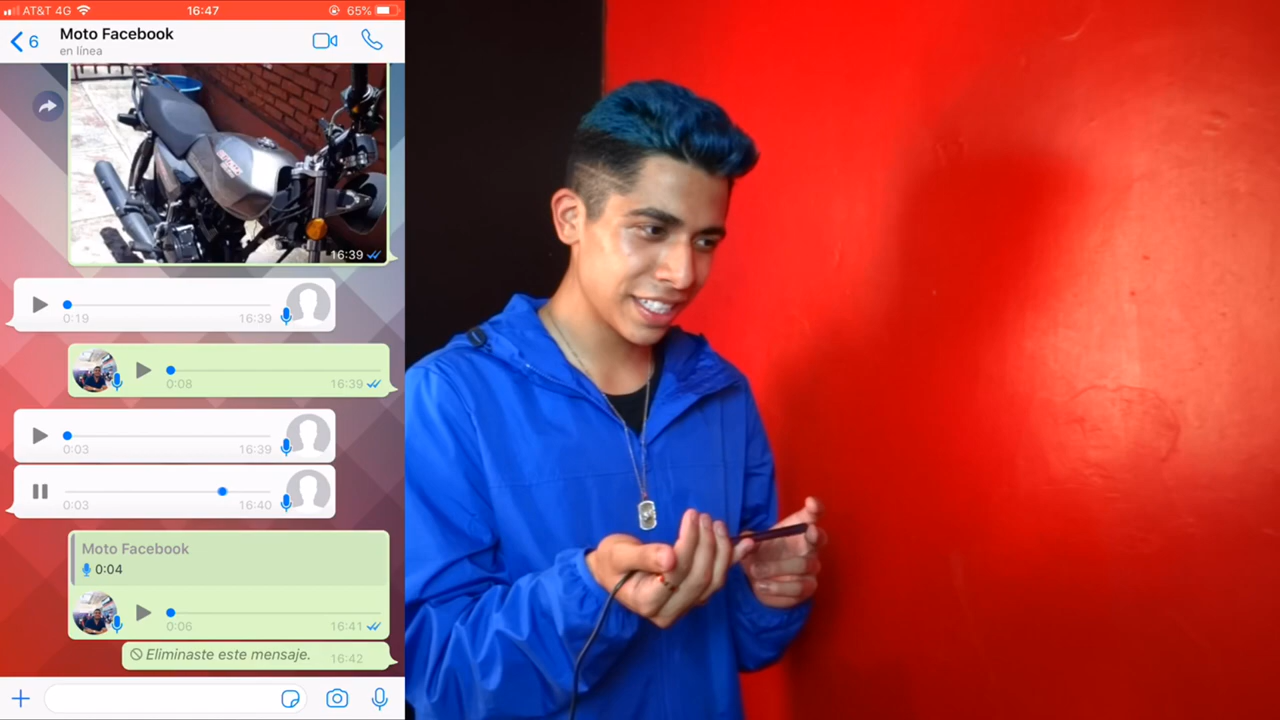 AT&T 4G 16:47 65%
6 Moto Facebook
en línea
16:39
0:19 16:39
0:08 16:39
0:03 16:39
0:03 16:40
Moto Facebook
0:04
0:06 16:41
Eliminaste este mensaje. 16:42